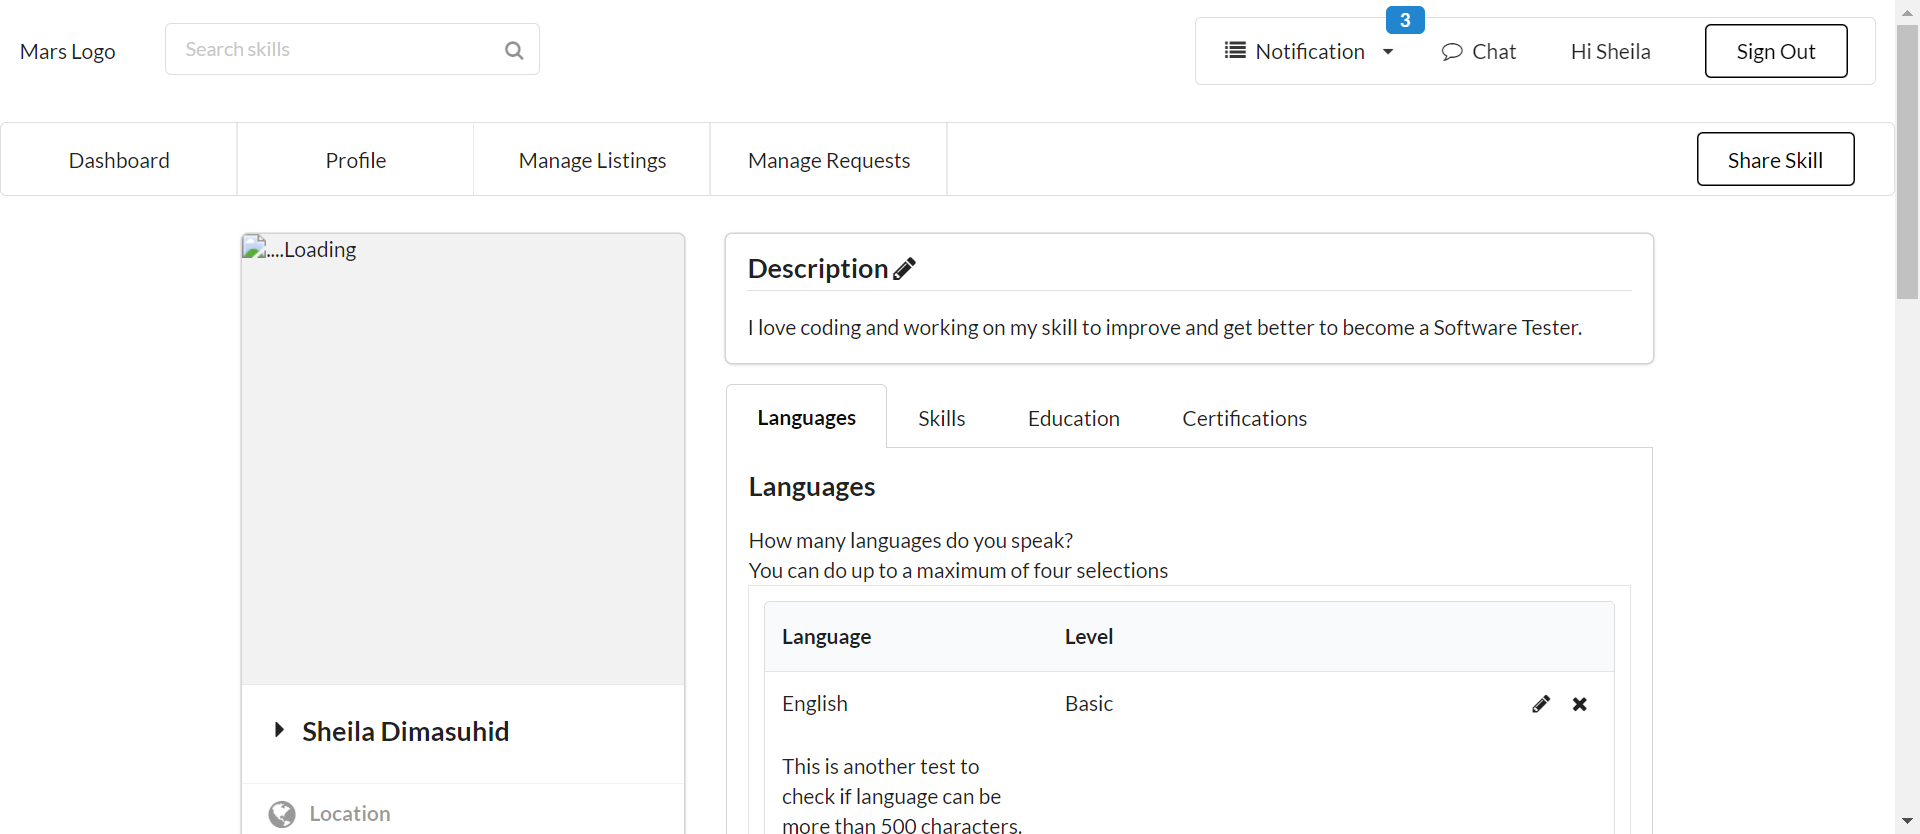 Mars Logo
Search skills
3
Notification
Chat
Hi Sheila
Sign Out
Dashboard
Profile
Manage Listings
Manage Requests
Share Skill
....Loading
Sheila Dimasuhid
Location
Description
I love coding and working on my skill to improve and get better to become a Software Tester.
Languages
Skills
Education
Certifications
Languages
How many languages do you speak?
You can do up to a maximum of four selections
Language
Level
English
Basic
This is another test to
check if language can be
more than 500 characters.